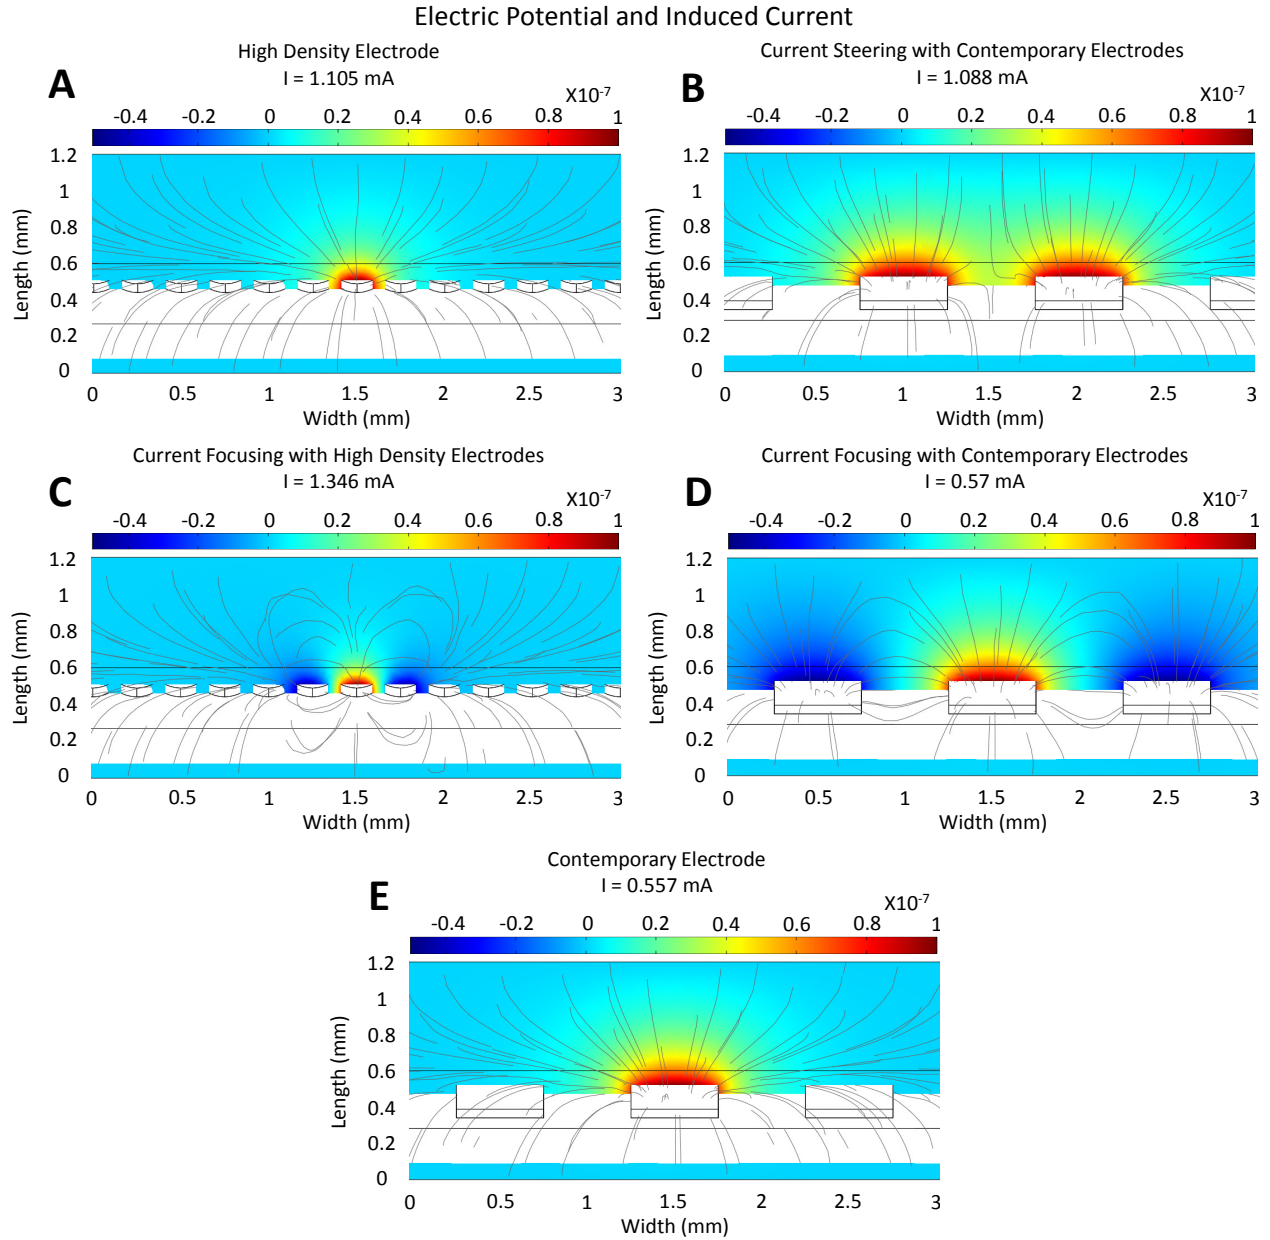 Electric Potential and Induced Current
A
High Density Electrode
I = 1.105 mA
X10-7
-0.4 -0.2 0 0.2 0.4 0.6 0.8 1
1.2
1
0.8
0.6
0.4
0.2
0
Length (mm)
0 0.5 1 1.5 2 2.5 3
Width (mm)
B
Current Steering with Contemporary Electrodes
I = 1.088 mA
X10-7
-0.4 -0.2 0 0.2 0.4 0.6 0.8 1
1.2
1
0.8
0.6
0.4
0.2
0
Length (mm)
0 0.5 1 1.5 2 2.5 3
Width (mm)
C
Current Focusing with High Density Electrodes
I = 1.346 mA
X10-7
-0.4 -0.2 0 0.2 0.4 0.6 0.8 1
1.2
1
0.8
0.6
0.4
0.2
0
Length (mm)
0 0.5 1 1.5 2 2.5 3
Width (mm)
D
Current Focusing with Contemporary Electrodes
I = 0.57 mA
X10-7
-0.4 -0.2 0 0.2 0.4 0.6 0.8 1
1.2
1
0.8
0.6
0.4
0.2
0
Length (mm)
0 0.5 1 1.5 2 2.5 3
Width (mm)
E
Contemporary Electrode
I = 0.557 mA
X10-7
-0.4 -0.2 0 0.2 0.4 0.6 0.8 1
1.2
1
0.8
0.6
0.4
0.2
0
Length (mm)
0 0.5 1 1.5 2 2.5 3
Width (mm)